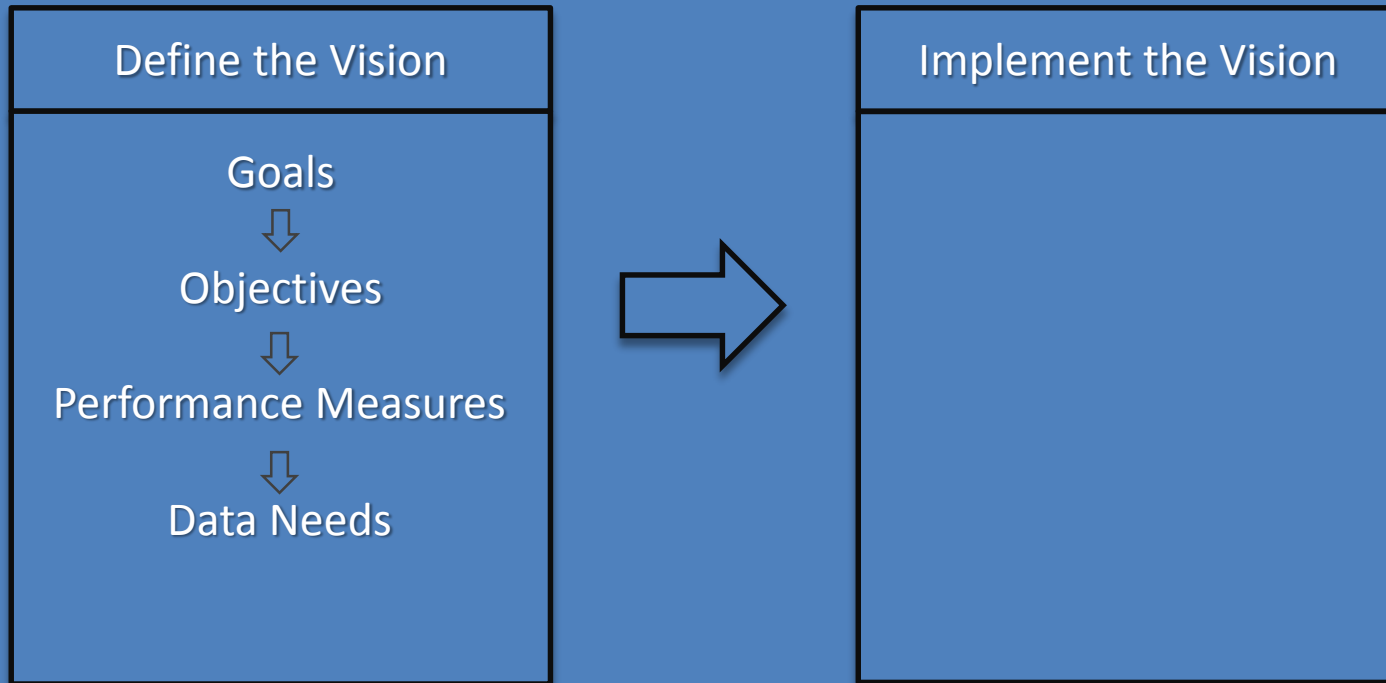 Define the Vision
Goals
Objectives
Performance Measures
Data Needs
Implement the Vision